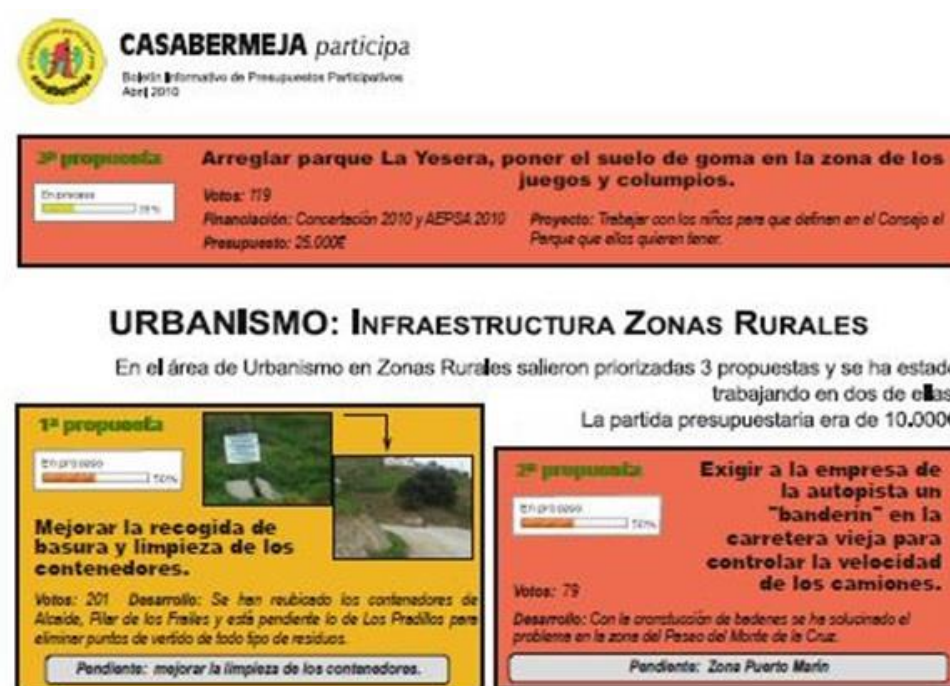 CASABERMEJA participa
Boletín Informativo de Presupuestos Participativos
Abril 2010
3ª propuesta
En proceso
Arreglar parque La Yesera, poner el suelo de goma en la zona de los
juegos y columpios.
Votos: 119
Financiación: Concertación 2010 y AEPSA 2010
Presupuesto: 25.000€
Proyecto: Trabajar con los niños para que definan en el Consejo el
Parque que ellos quieren tener.
URBANISMO: INFRAESTRUCTURA ZONAS RURALES
En el área de Urbanismo en Zonas Rurales salieron priorizadas 3 propuestas y se ha estado
trabajando en dos de ellas
La partida presupuestaria era de 10.000€
1ª propuesta
En proceso
50%
Mejorar la recogida de
basura y limpieza de los
contenedores.
Votos: 201 Desarrollo: Se han reubicado los contenedores de
Alcaide, Pilar de los Frailes y está pendiente lo de Los Pradillos para
eliminar puntos de vertido de todo tipo de residuos.
Pendiente: mejorar la limpieza de los contenedores.
2ª propuesta
En proceso
50%
Exigir a la empresa de
la autopista un
"banderín" en la
carretera vieja para
controlar la velocidad
de los camiones.
Votos: 79
Desarrollo: Con la cronstucción de badenes se ha solucinado el
problema en la zona del Paseo del Monte de la Cruz.
Pendiente: Zona Puerto Marín